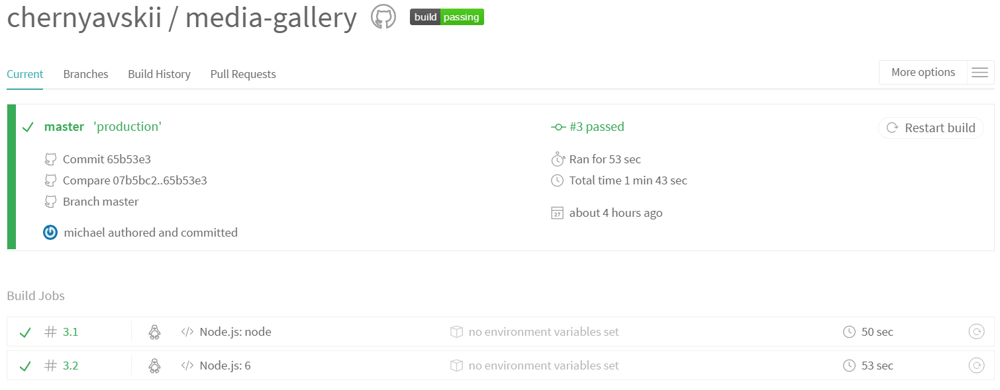 chernyavskii / media-gallery build passing
Current Branches Build History Pull Requests More options
master 'production' #3 passed Restart build
Commit 65b53e3 Ran for 53 sec
Compare 07b5bc2..65b53e3 Total time 1 min 43 sec
Branch master
27 about 4 hours ago
michael authored and committed
Build Jobs
# 3.1 </> Node.js: node no environment variables set 50 sec
# 3.2 </> Node.js: 6 no environment variables set 53 sec